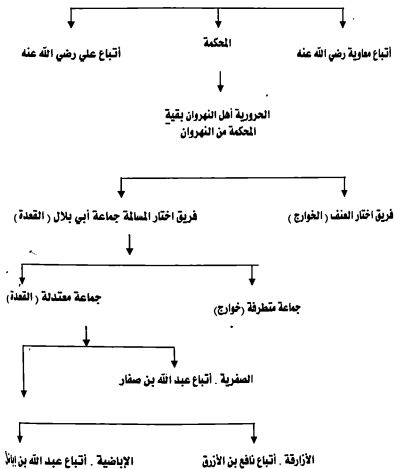 أتباع معاوية رضي الله عنه
المحكمة
أتباع علي رضي الله عنه
الحرورية أهل النهروان بقية
المحكمة من النهروان
فريق اختار العنف (الخوارج)
فريق اختار المسالمة جماعة أبي بلال (القعدة)
جماعة متطرفة (خوارج)
جماعة معتدلة (القعدة)
الصفرية . أتباع عبد الله بن صفار
الأزارقة . أتباع نافع بن الأزرق
الإباضية . أتباع عبد الله بن إباض